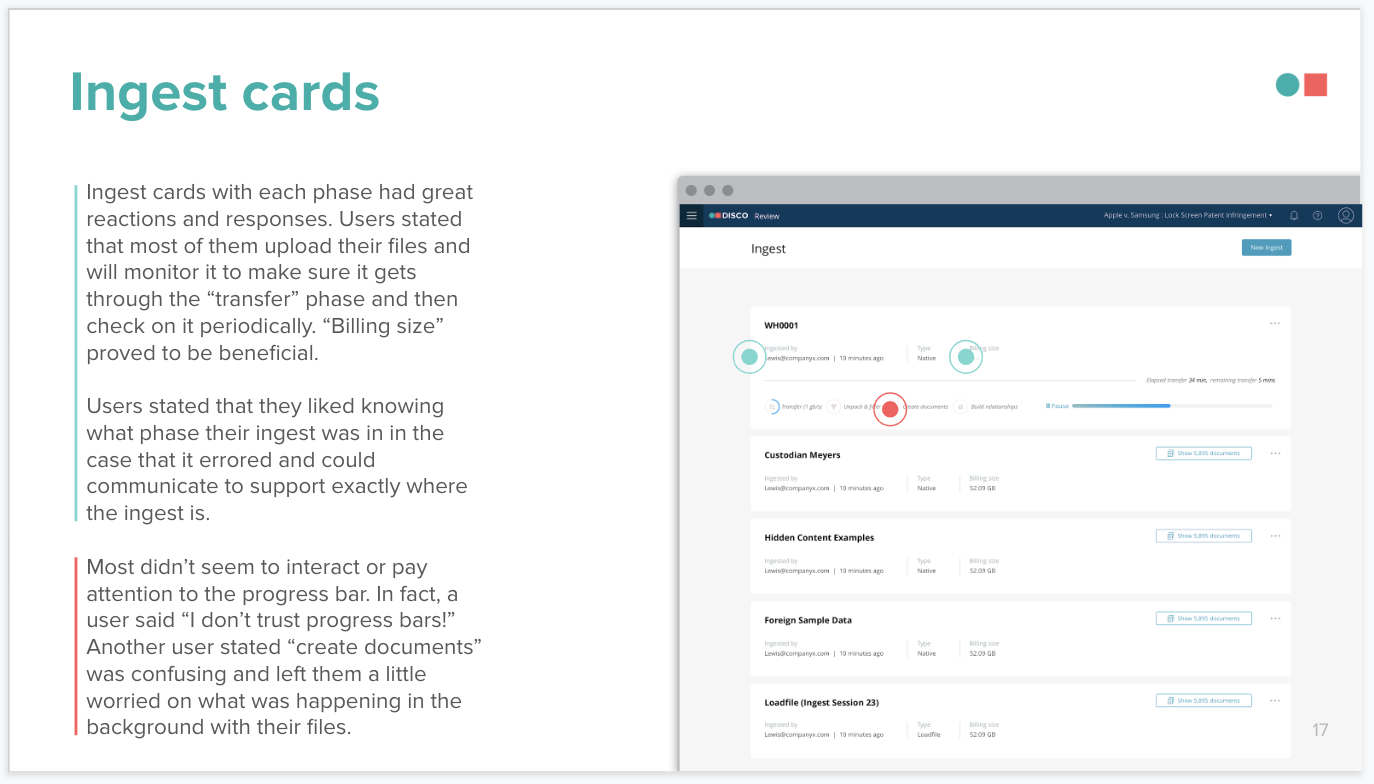 Ingest cards
Ingest cards with each phase had great
reactions and responses. Users stated
that most of them upload their files and
will monitor it to make sure it gets
through the “transfer” phase and then
check on it periodically. “Billing size”
proved to be beneficial.
Users stated that they liked knowing
what phase their ingest was in in the
case that it errored and could
communicate to support exactly where
the ingest is.
Most didn’t seem to interact or pay
attention to the progress bar. In fact, a
user said “I don’t trust progress bars!”
Another user stated “create documents”
was confusing and left them a little
worried on what was happening in the
background with their files.
DISCO Review
Apple v. Samsung : Lock Screen Patent Infringement
Ingest
New Ingest
WH0001
Ingested by Type Billing size
Lewis@companyx.com | 10 minutes ago Native
Elapsed transfer 34 min, remaining transfer 5 mins
Transfer (1 gb/s) Unpack & filter Create documents Build relationships Pause
Custodian Meyers
Show 5,895 documents
Ingested by Type Billing size
Lewis@companyx.com | 10 minutes ago Native 52.09 GB
Hidden Content Examples
Show 5,895 documents
Ingested by Type Billing size
Lewis@companyx.com | 10 minutes ago Native 52.09 GB
Foreign Sample Data
Show 5,895 documents
Ingested by Type Billing size
Lewis@companyx.com | 10 minutes ago Native 52.09 GB
Loadfile (Ingest Session 23)
Show 5,895 documents
Ingested by Type Billing size
Lewis@companyx.com | 10 minutes ago Loadfile 52.09 GB
17